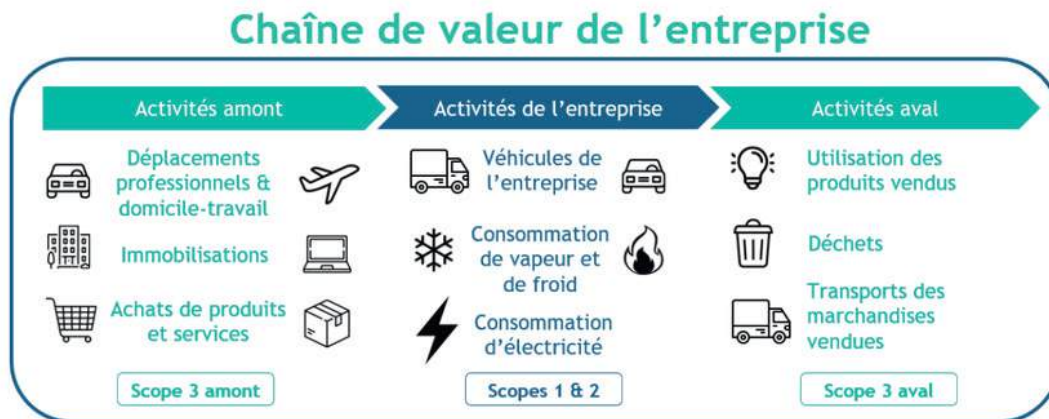 Chaîne de valeur de l'entreprise
Activités amont
Déplacements
professionnels &
domicile-travail
Immobilisations
Achats de produits
et services
Scope 3 amont
Activités de l'entreprise
Véhicules de
l'entreprise
Consommation
de vapeur et
de froid
Consommation
d'électricité
Scopes 1 & 2
Activités aval
Utilisation des
produits vendus
Déchets
Transports des
marchandises
vendues
Scope 3 aval